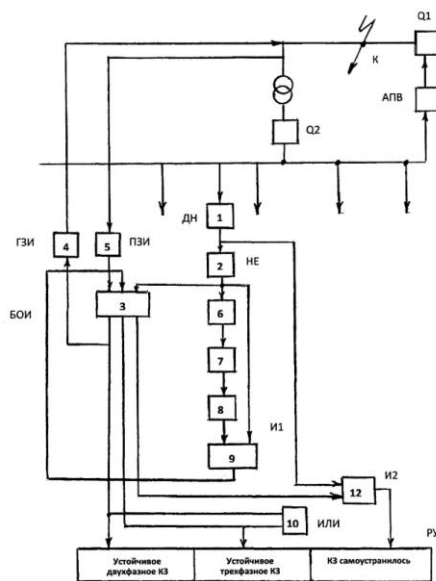 Q1
К
АПВ
Q2
ДН
1
ГЗИ
4
5
ПЗИ
2
НЕ
3
6
БОИ
7
8
И1
9
И2
12
10
ИЛИ
РУ
Устойчивое
двухфазное КЗ
Устойчивое
трехфазное КЗ
КЗ самоустранилось